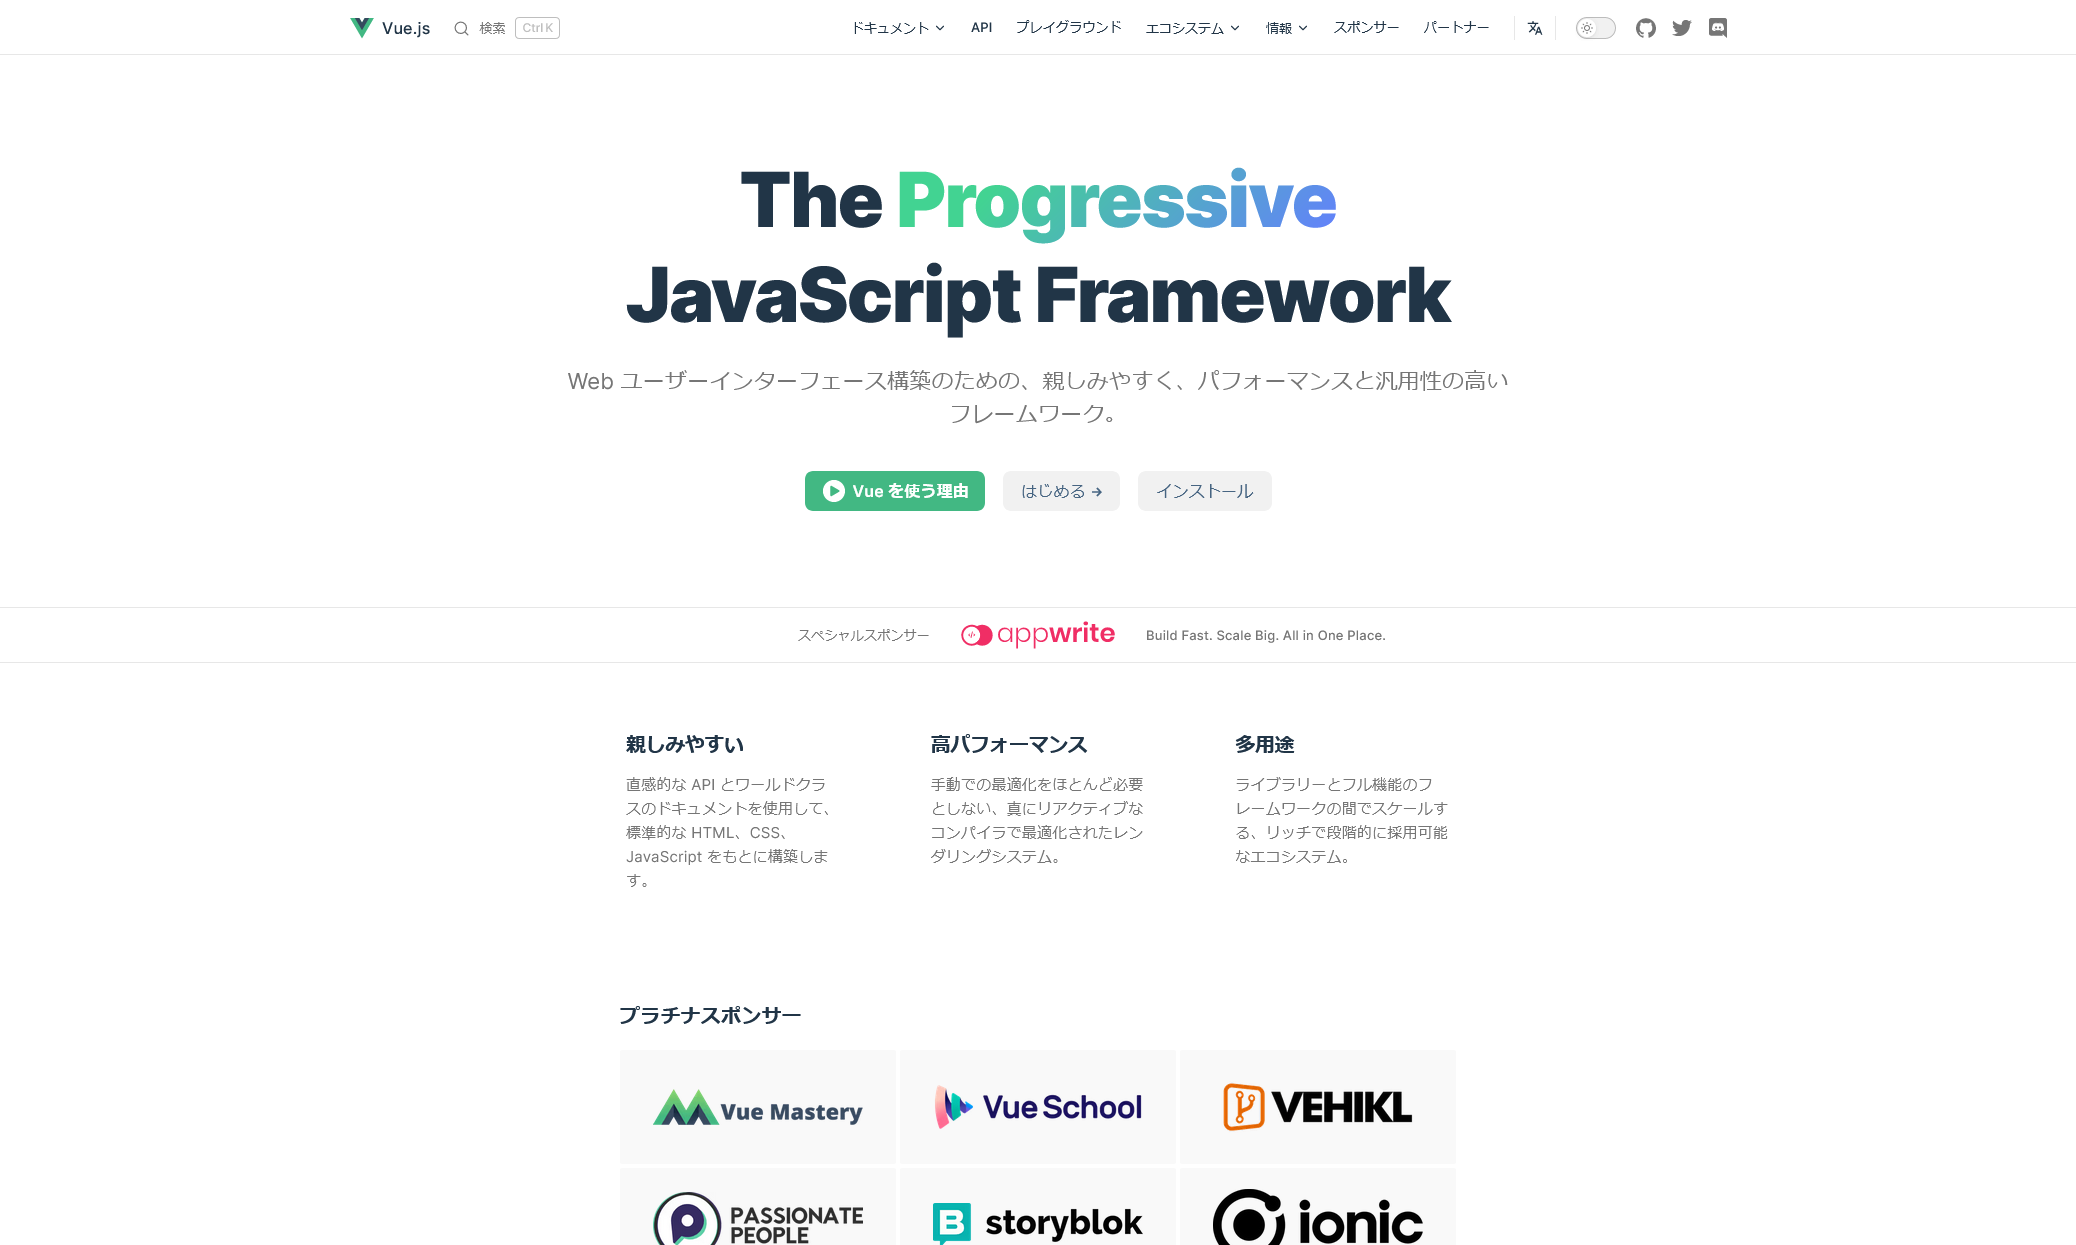 Vue.js
検索
Ctrl K
ドキュメント
API
プレイグラウンド
エコシステム
情報
スポンサー
パートナー
The Progressive
JavaScript Framework
Web ユーザーインターフェース構築のための、親しみやすく、パフォーマンスと汎用性の高い
フレームワーク。
Vue を使う理由
はじめる →
インストール
スペシャルスポンサー
appwrite
Build Fast. Scale Big. All in One Place.
親しみやすい
直感的な API とワールドクラ
スのドキュメントを使用して、
標準的な HTML、CSS、
JavaScript をもとに構築しま
す。
高パフォーマンス
手動での最適化をほとんど必要
としない、真にリアクティブな
コンパイラで最適化されたレン
ダリングシステム。
多用途
ライブラリーとフル機能のフ
レームワークの間でスケールす
る、リッチで段階的に採用可能
なエコシステム。
プラチナスポンサー
Vue Mastery
Vue School
VEHIKL
PASSIONATE
PEOPLE
storyblok
ionic